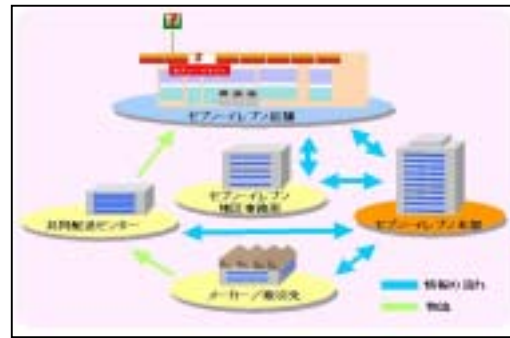 セブン-イレブン店舗
セブン-イレブン
地区事務所
共同配送センター
セブン-イレブン本部
メーカー/取引先
情報の流れ
物流